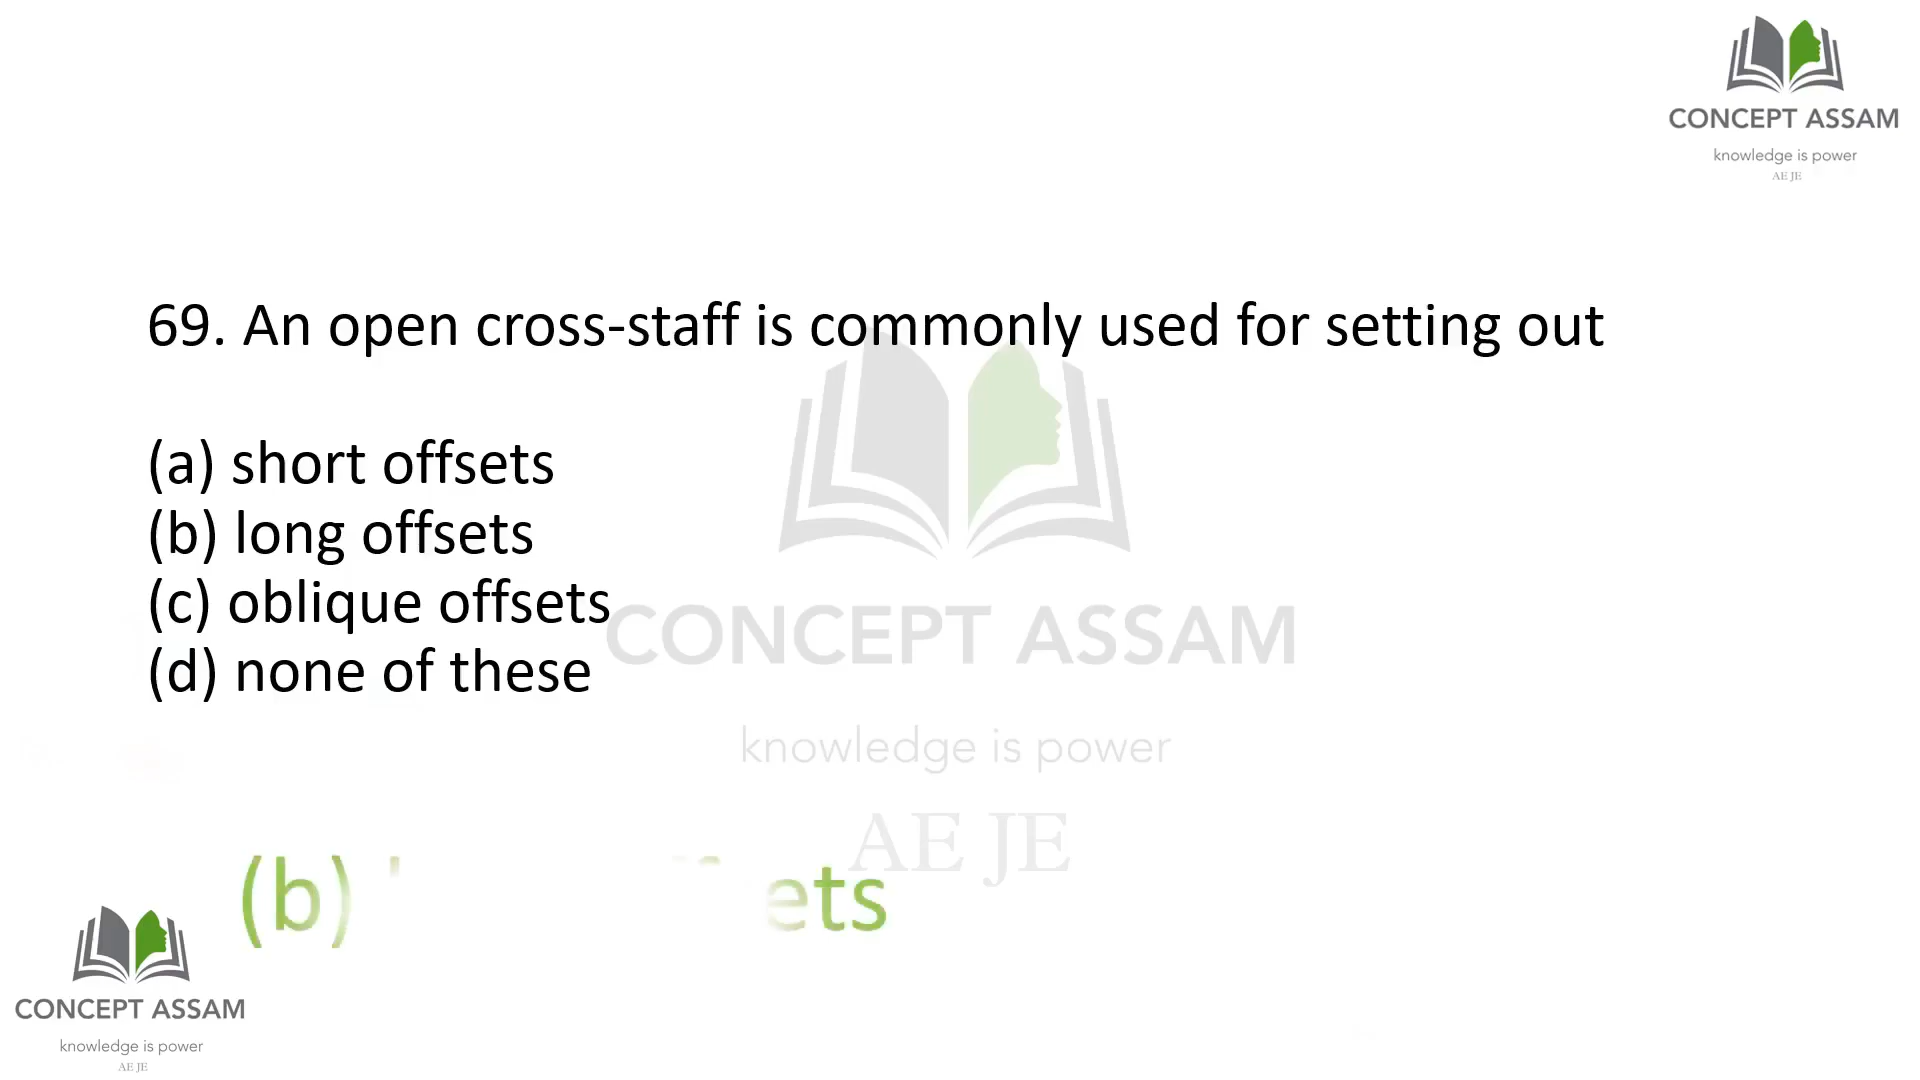 CONCEPT ASSAM
knowledge is power
AE JE
69. An open cross-staff is commonly used for setting out
(a) short offsets
(b) long offsets
(c) oblique offsets
(d) none of these
CONCEPT ASSAM
knowledge is power
AE JE
(b) ets
CONCEPT ASSAM
knowledge is power
AE JE